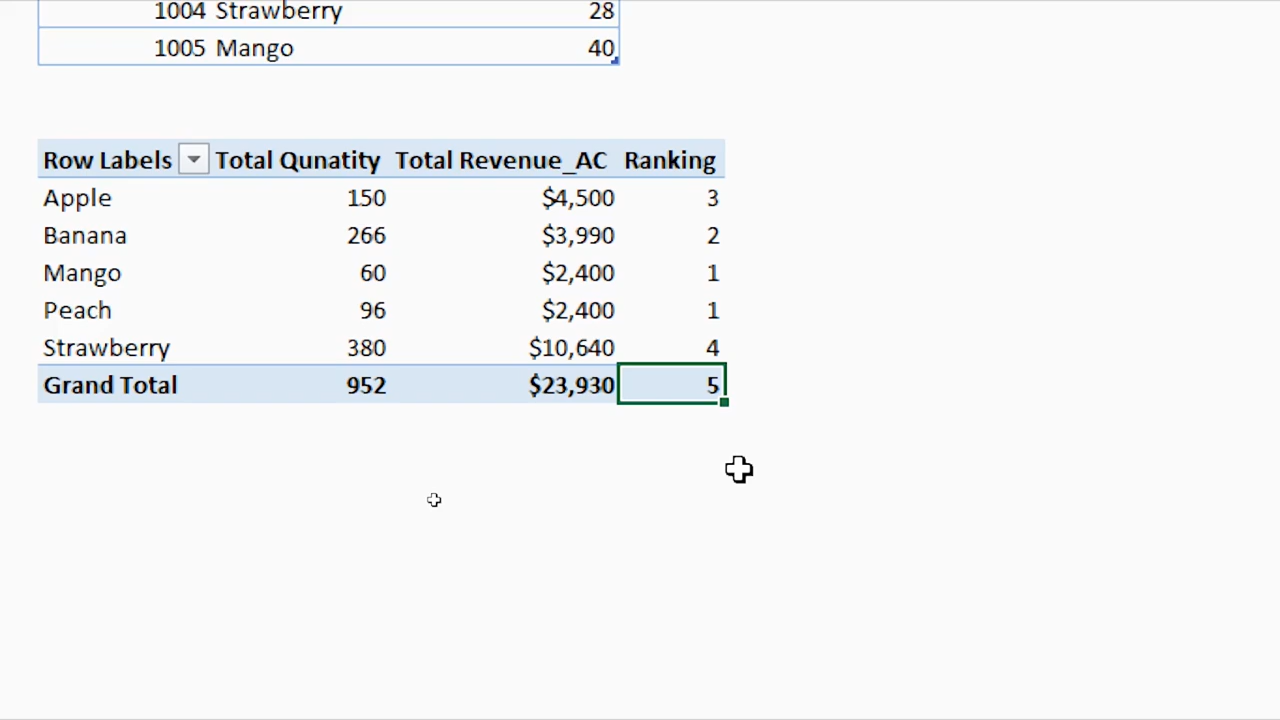 1004 Strawberry 28
1005 Mango 40
Row Labels Total Qunatity Total Revenue_AC Ranking
Apple 150 $4,500 3
Banana 266 $3,990 2
Mango 60 $2,400 1
Peach 96 $2,400 1
Strawberry 380 $10,640 4
Grand Total 952 $23,930 5